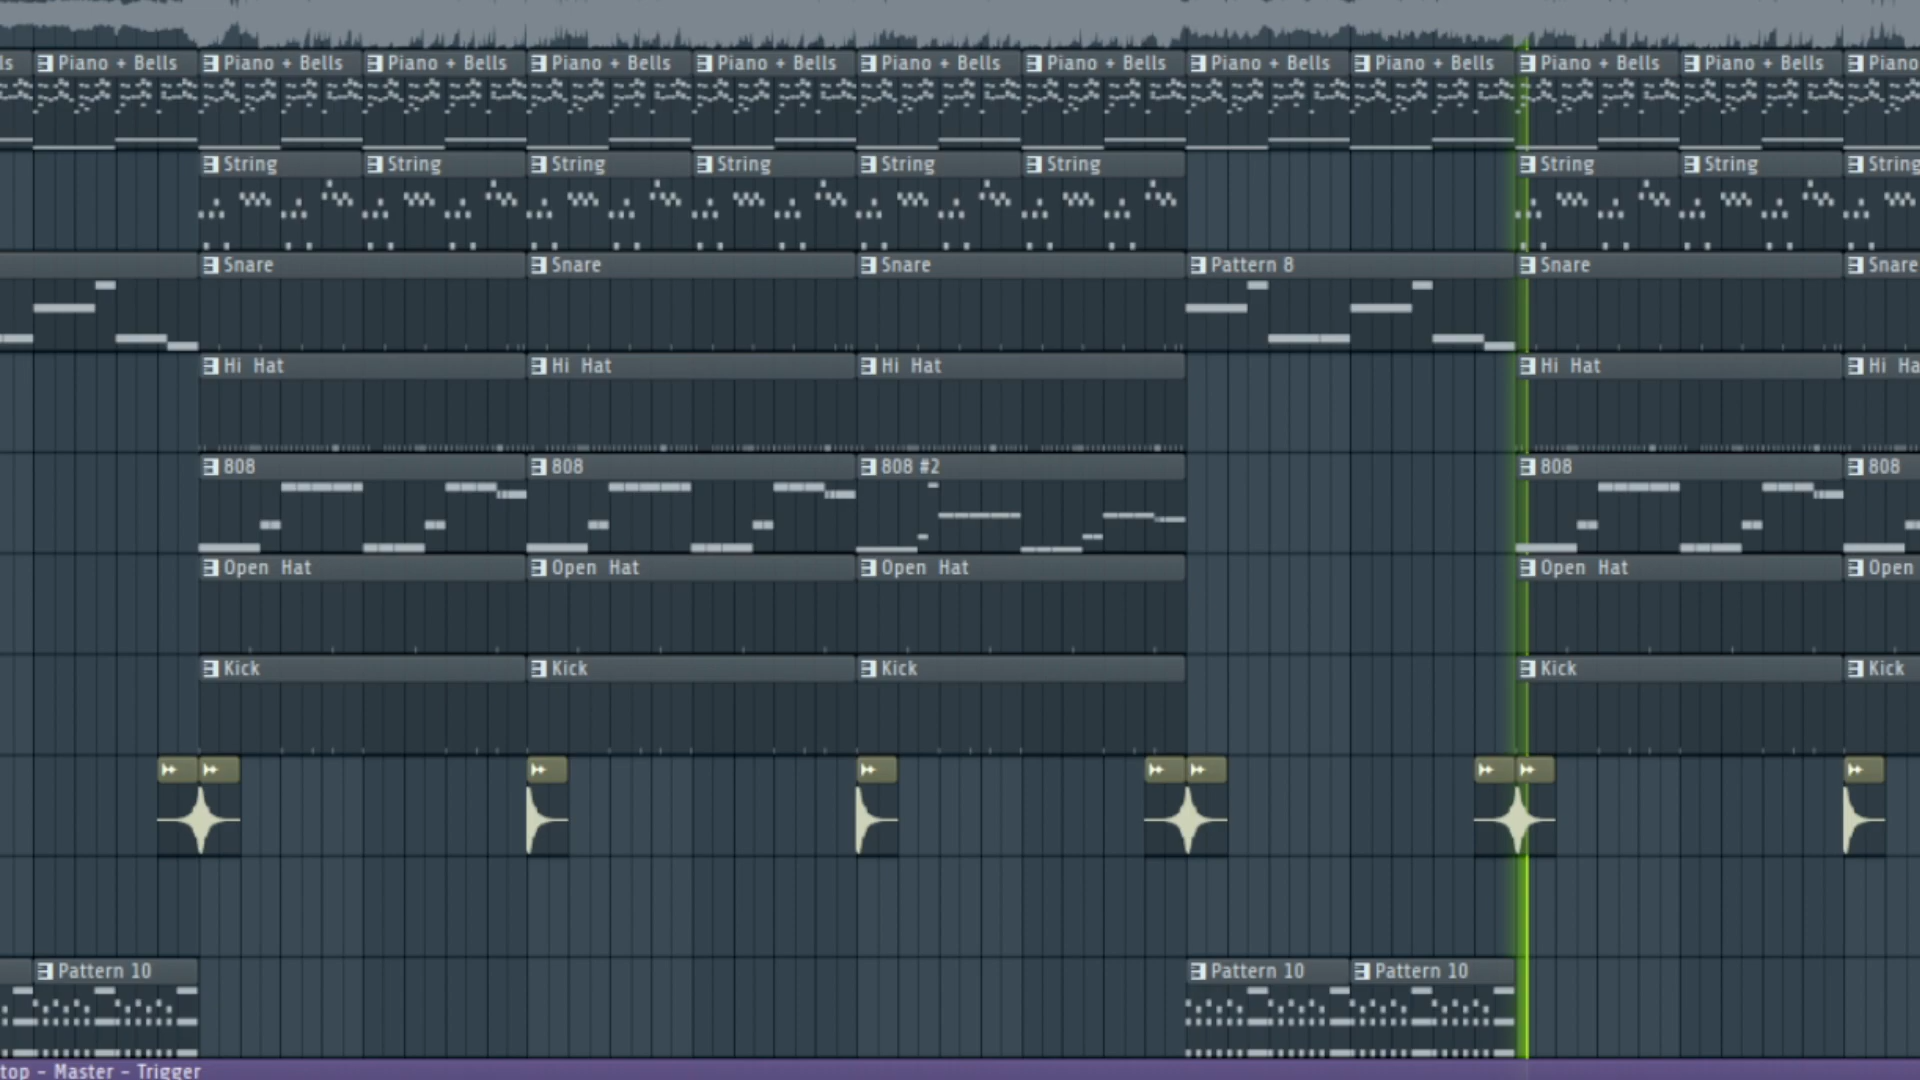 ls Piano + Bells Piano + Bells Piano + Bells Piano + Bells Piano + Bells Piano + Bells Piano + Bells Piano + Bells Piano + Bells Piano + Bells Piano + Bells Piano
String String String String String String String String String
Snare Snare Snare Pattern 8 Snare Snare
Hi Hat Hi Hat Hi Hat Hi Hat Hi Ha
808 808 808 #2 808 808
Open Hat Open Hat Open Hat Open Hat Open
Kick Kick Kick Kick Kick
Pattern 10 Pattern 10 Pattern 10
top - Master - Trigger